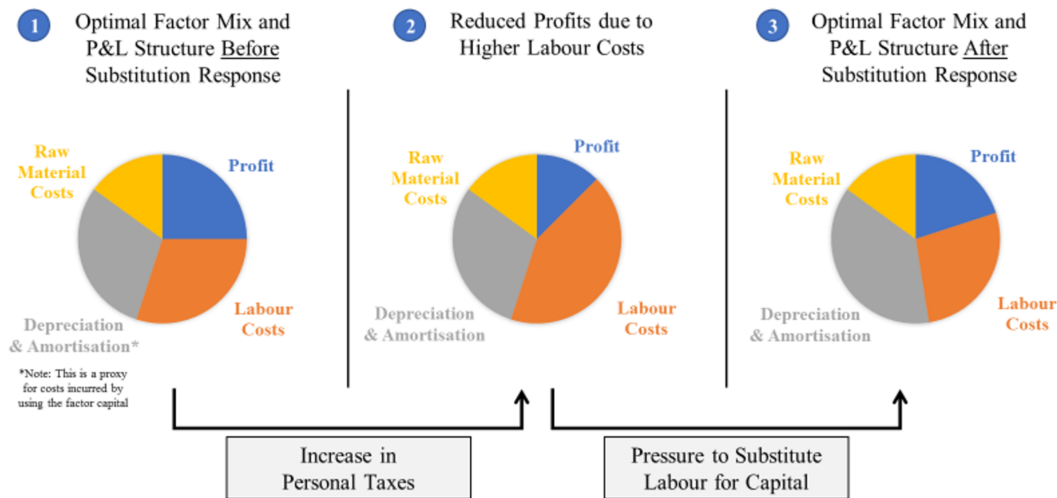 1
Optimal Factor Mix and
P&L Structure Before
Substitution Response
2
Reduced Profits due to
Higher Labour Costs
3
Optimal Factor Mix and
P&L Structure After
Substitution Response
Raw
Material
Costs
Profit
Labour
Costs
Depreciation
& Amortisation*
*Note: This is a proxy
for costs incurred by
using the factor capital
Raw
Material
Costs
Profit
Labour
Costs
Depreciation
& Amortisation
Raw
Material
Costs
Profit
Labour
Costs
Depreciation
& Amortisation
Increase in
Personal Taxes
Pressure to Substitute
Labour for Capital